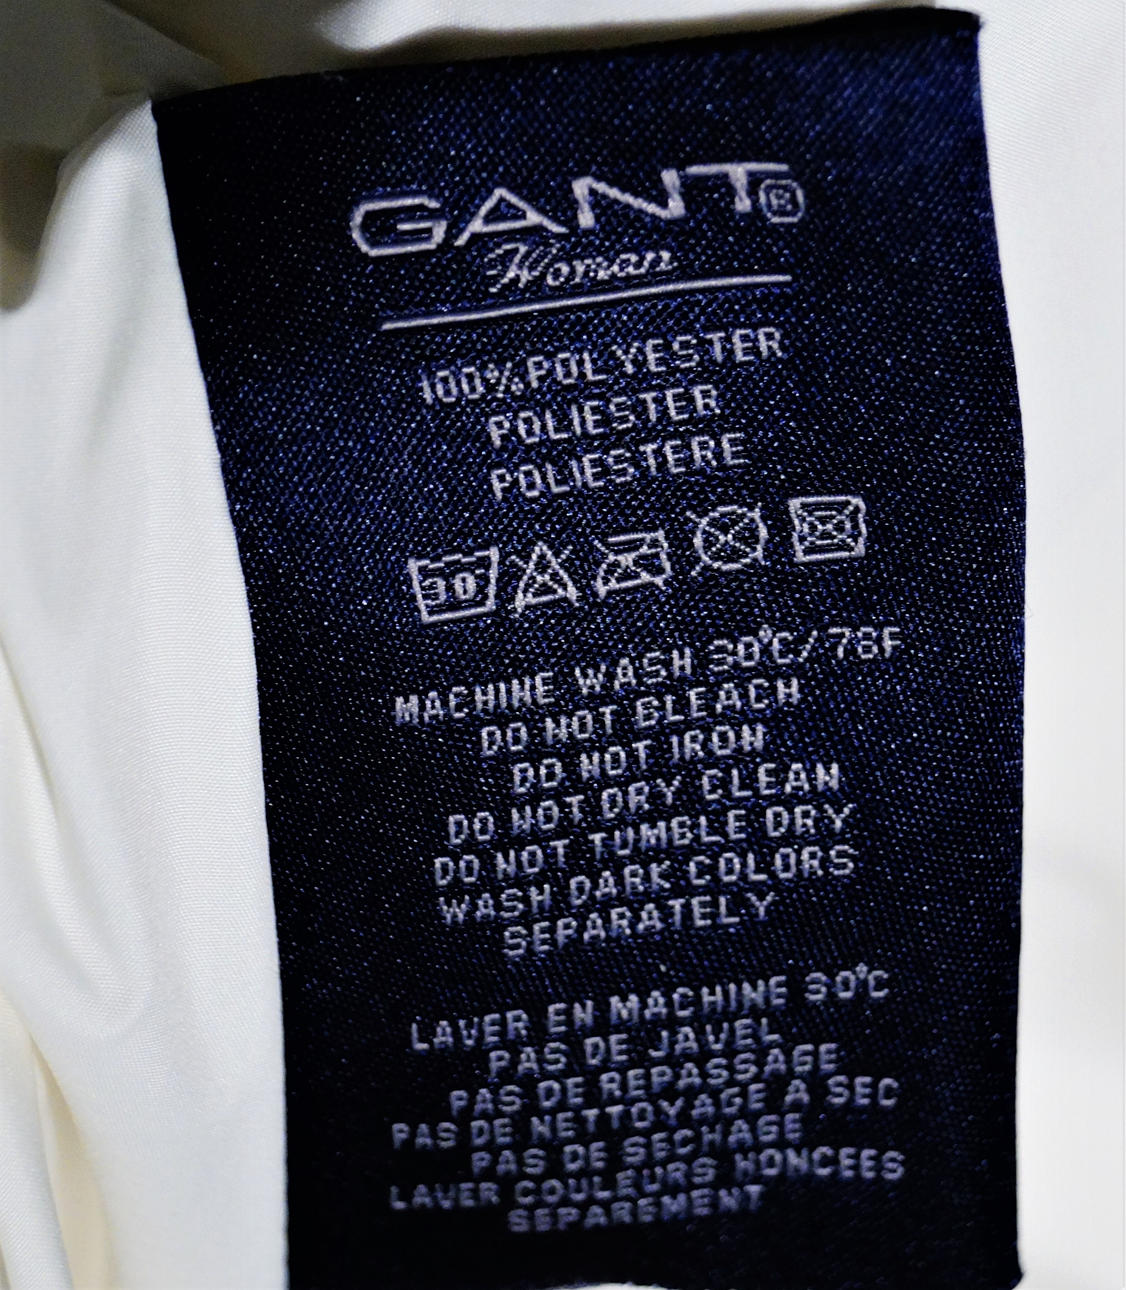 GANT®
Woman
100% POLYESTER
POLIESTER
POLIESTERE
30
MACHINE WASH 30°C/78F
DO NOT BLEACH
DO NOT IRON
DO NOT DRY CLEAN
DO NOT TUMBLE DRY
WASH DARK COLORS
SEPARATELY
LAVER EN MACHINE 30°C
PAS DE JAVEL
PAS DE REPASSAGE
PAS DE NETTOYAGE A SEC
PAS DE SECHAGE
LAVER COULEURS HONCEES
SEPAREMENT